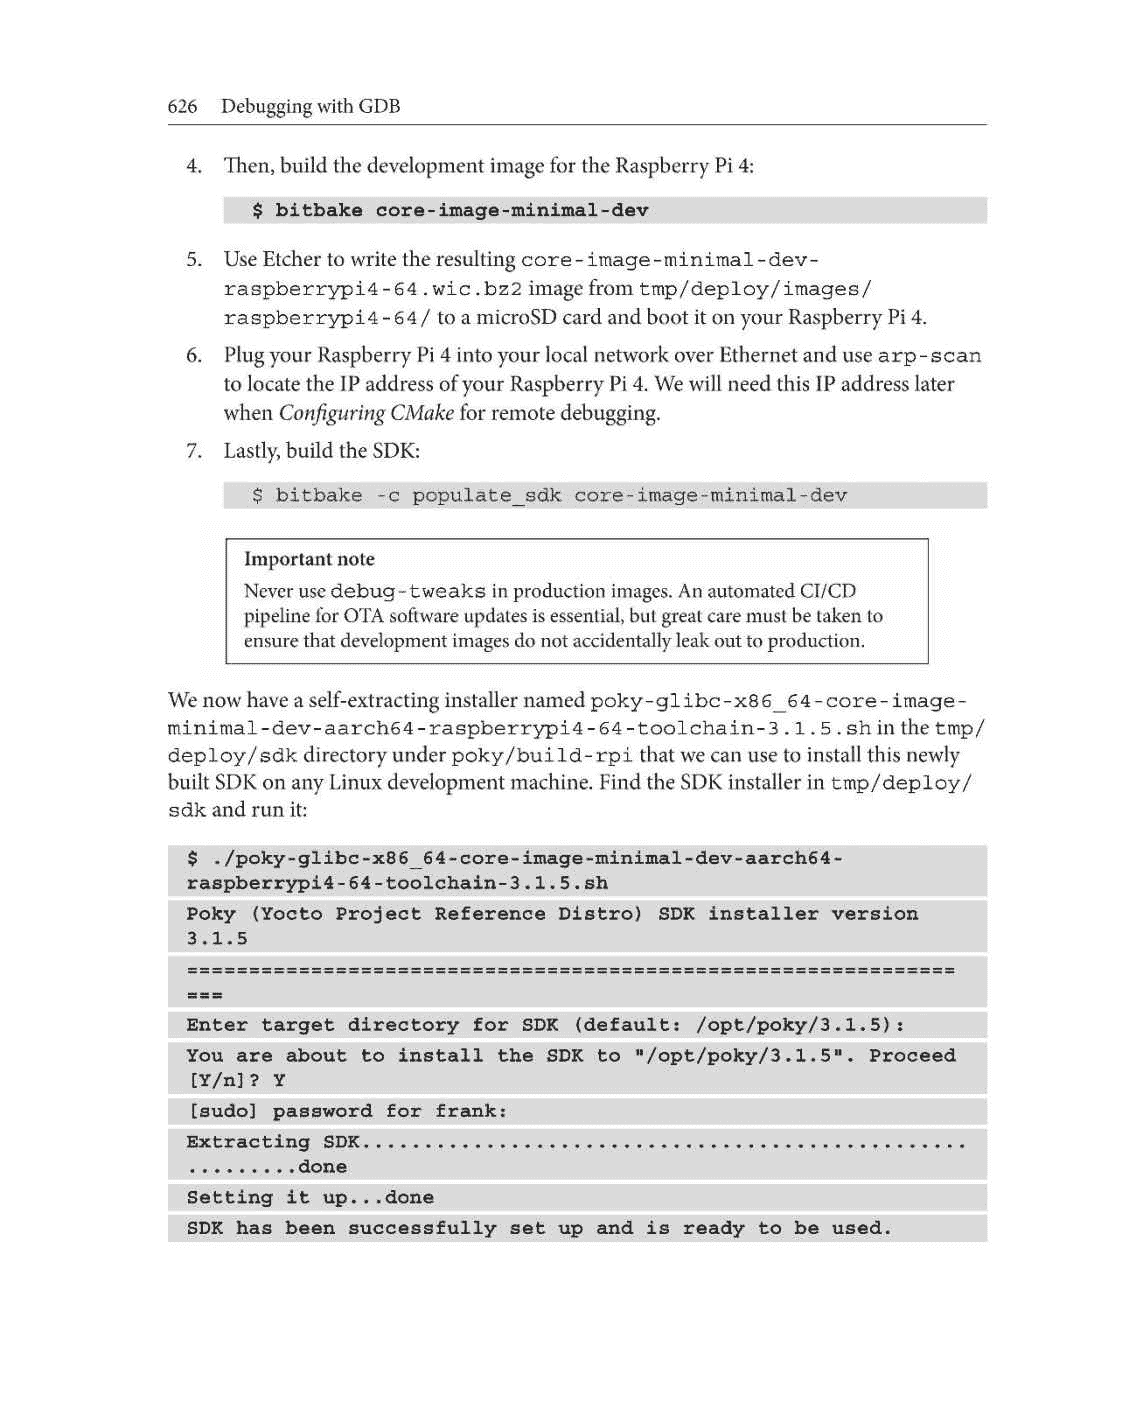 626 Debugging with GDB
4. Then, build the development image for the Raspberry Pi 4:
$ bitbake core-image-minimal-dev
5. Use Etcher to write the resulting core-image-minimal-dev-
raspberrypi4-64.wic.bz2 image from tmp/deploy/images/
raspberrypi4-64/ to a microSD card and boot it on your Raspberry Pi 4.
6. Plug your Raspberry Pi 4 into your local network over Ethernet and use arp-scan
to locate the IP address of your Raspberry Pi 4. We will need this IP address later
when Configuring CMake for remote debugging.
7. Lastly, build the SDK:
$ bitbake -c populate_sdk core-image-minimal-dev
Important note
Never use debug-tweaks in production images. An automated CI/CD
pipeline for OTA software updates is essential, but great care must be taken to
ensure that development images do not accidentally leak out to production.
We now have a self-extracting installer named poky-glibc-x86_64-core-image-
minimal-dev-aarch64-raspberrypi4-64-toolchain-3.1.5.sh in the tmp/
deploy/sdk directory under poky/build-rpi that we can use to install this newly
built SDK on any Linux development machine. Find the SDK installer in tmp/deploy/
sdk and run it:
$ ./poky-glibc-x86_64-core-image-minimal-dev-aarch64-
raspberrypi4-64-toolchain-3.1.5.sh
Poky (Yocto Project Reference Distro) SDK installer version
3.1.5
==============================================================
===
Enter target directory for SDK (default: /opt/poky/3.1.5):
You are about to install the SDK to "/opt/poky/3.1.5". Proceed
[Y/n]? Y
[sudo] password for frank:
Extracting SDK.................................................
.........done
Setting it up...done
SDK has been successfully set up and is ready to be used.